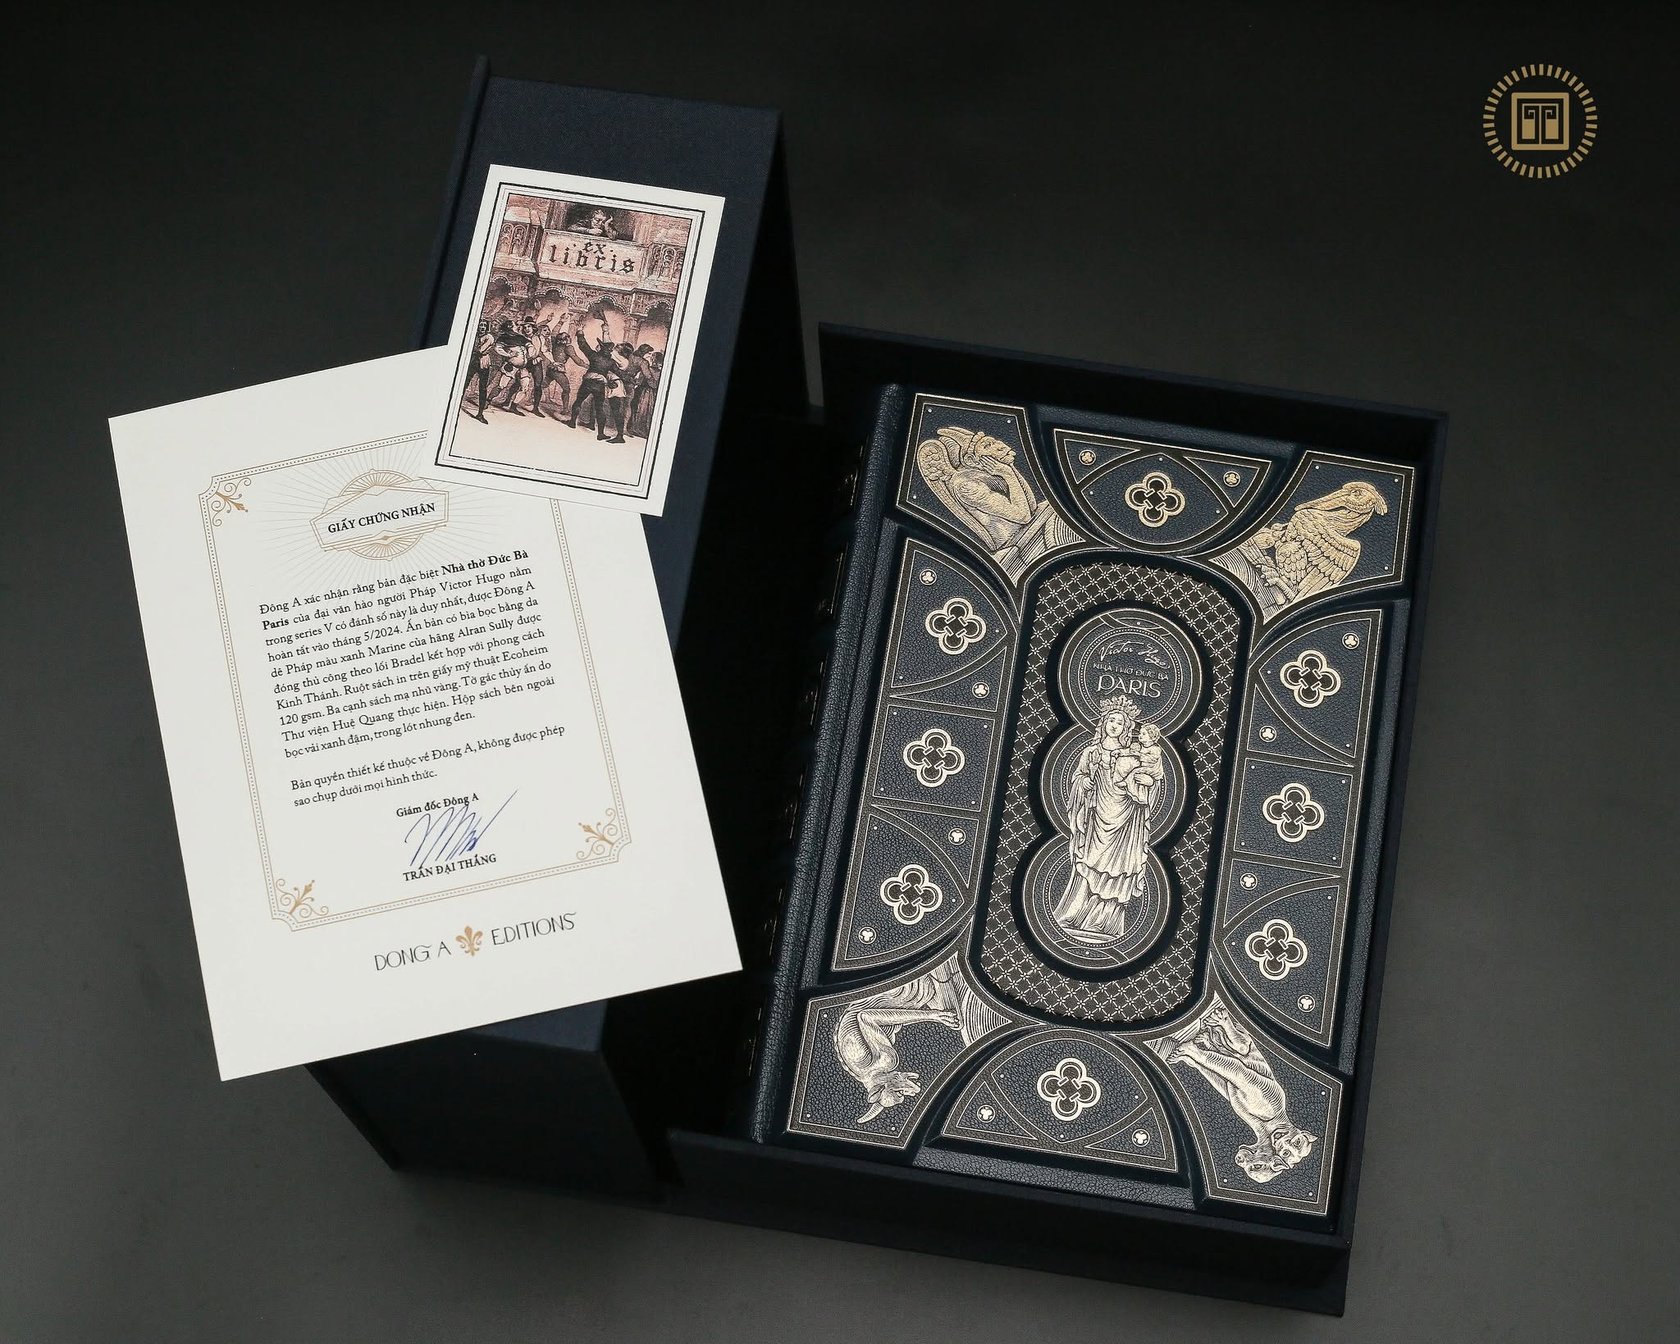 ex
libris
GIẤY CHỨNG NHẬN
Đông A xác nhận rằng bản đặc biệt Nhà thờ Đức Bà
Paris của đại văn hào người Pháp Victor Hugo nằm
trong series V có đánh số này là duy nhất, được Đông A
hoàn tất vào tháng 5/2024. Ấn bản có bìa bọc bằng da
dê Pháp màu xanh Marine của hãng Alran Sully được
đóng thủ công theo lối Bradel kết hợp với phong cách
Kinh Thánh. Ruột sách in trên giấy mỹ thuật Ecoheim
120 gsm. Ba cạnh sách mạ nhũ vàng. Tờ gác thủy ấn do
Thư viện Huệ Quang thực hiện. Hộp sách bên ngoài
bọc vải xanh đậm, trong lót nhung đen.
Bản quyền thiết kế thuộc về Đông A, không được phép
sao chụp dưới mọi hình thức.
Giám đốc Đông A
TRẦN ĐẠI THẮNG
ĐÔNG A EDITIONS
Victor Hugo
NHÀ THỜ ĐỨC BÀ
PARIS